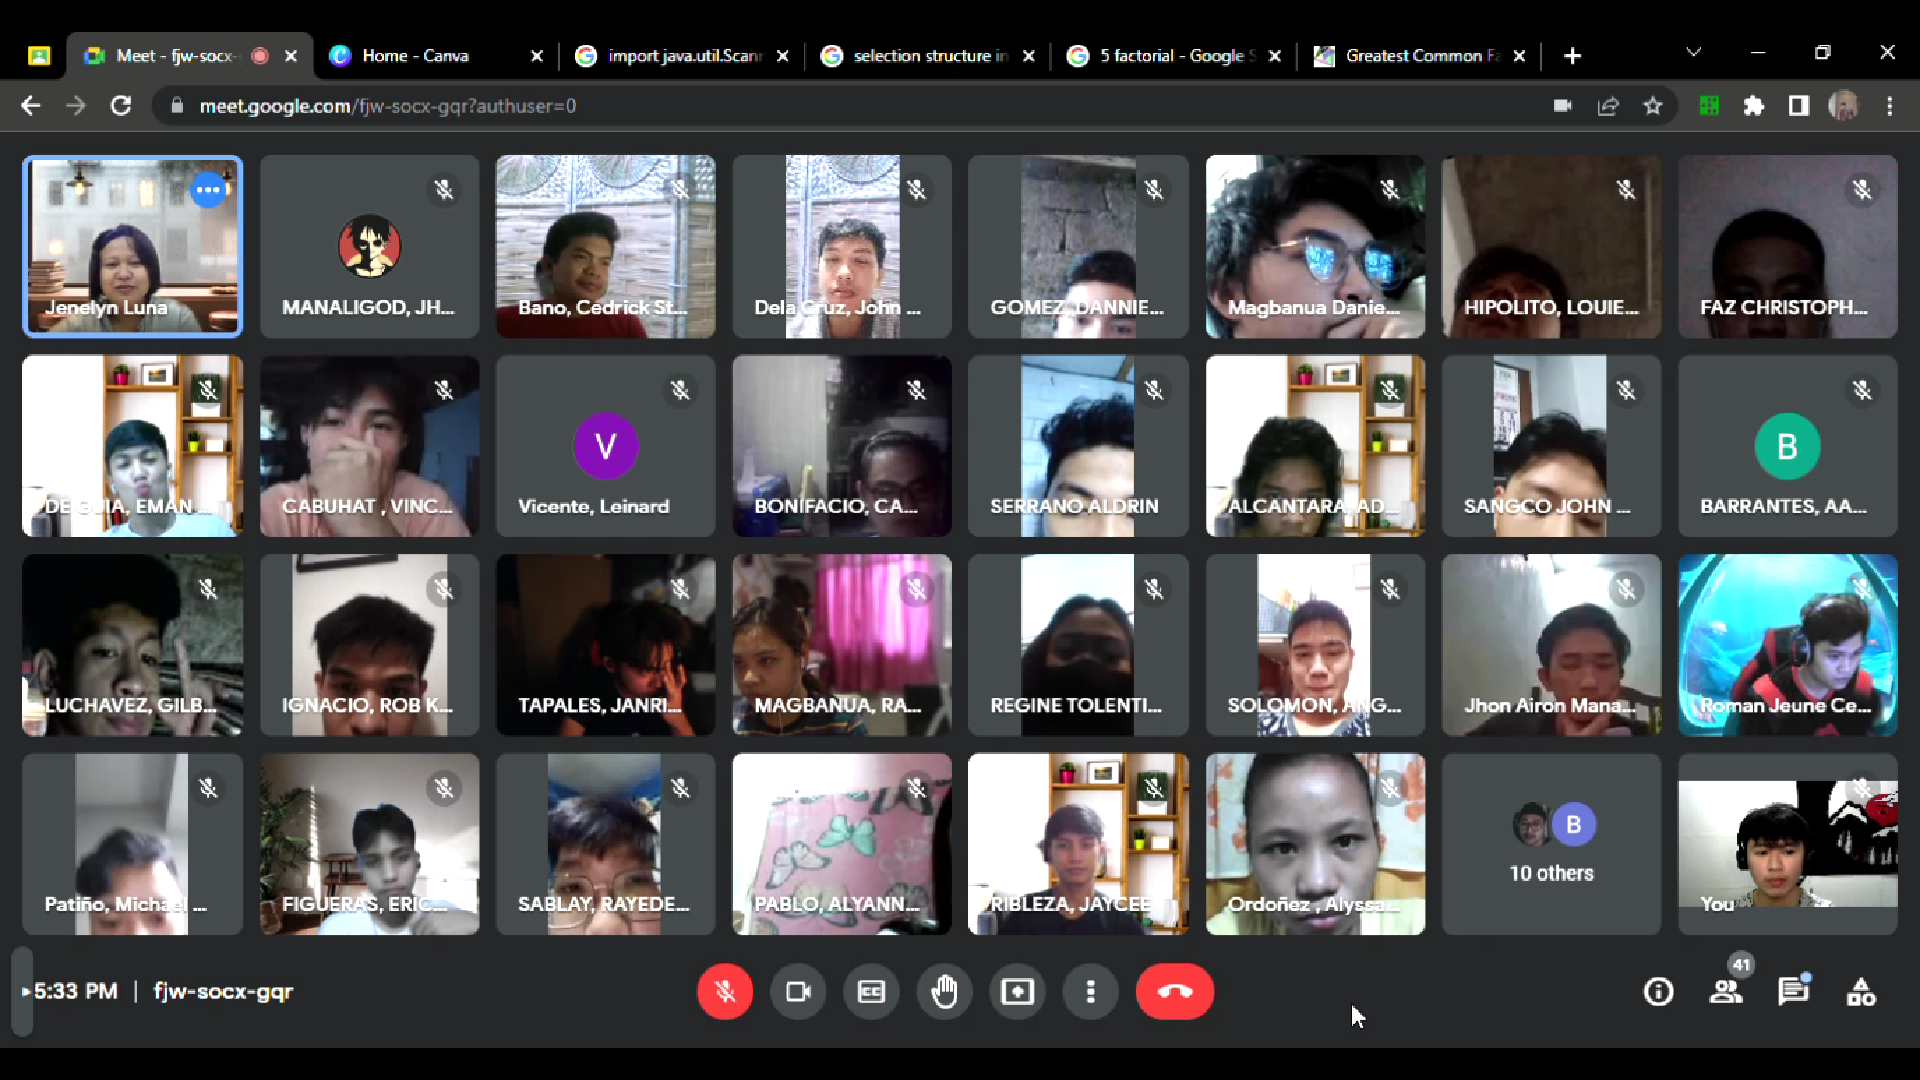 Meet - fjw-socx-
Home - Canva
import java.util.Scann
selection structure in
5 factorial - Google S
Greatest Common Fa
meet.google.com/fjw-socx-gqr?authuser=0
Jenelyn Luna
MANALIGOD, JH...
Bano, Cedrick St...
Dela Cruz, John ...
GOMEZ, DANNIE...
Magbanua Danie...
HIPOLITO, LOUIE...
FAZ CHRISTOPH...
DE GUIA, EMAN ...
CABUHAT , VINC...
V
Vicente, Leinard
BONIFACIO, CA...
SERRANO ALDRIN
ALCANTARA, AD...
SANGCO JOHN ...
B
BARRANTES, AA...
LUCHAVEZ, GILB...
IGNACIO, ROB K...
TAPALES, JANRI...
MAGBANUA, RA...
REGINE TOLENTI...
SOLOMON, ANG...
Jhon Airon Mana...
Roman Jeune Ce...
Patiño, Michael ...
FIGUERAS, ERIC...
SABLAY, RAYEDE...
PABLO, ALYANN...
RIBLEZA, JAYCEE
Ordoñez , Alyssa...
B
10 others
You
5:33 PM | fjw-socx-gqr
CC
41